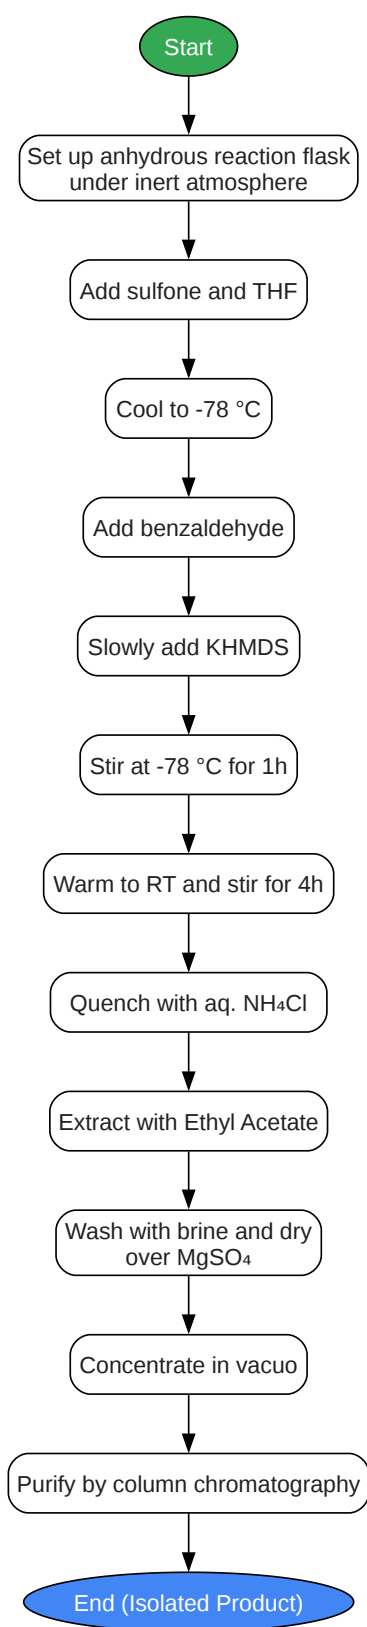 Start
Set up anhydrous reaction flask
under inert atmosphere
Add sulfone and THF
Cool to -78 °C
Add benzaldehyde
Slowly add KHMDS
Stir at -78 °C for 1h
Warm to RT and stir for 4h
Quench with aq. NH₄Cl
Extract with Ethyl Acetate
Wash with brine and dry
over MgSO₄
Concentrate in vacuo
Purify by column chromatography
End (Isolated Product)